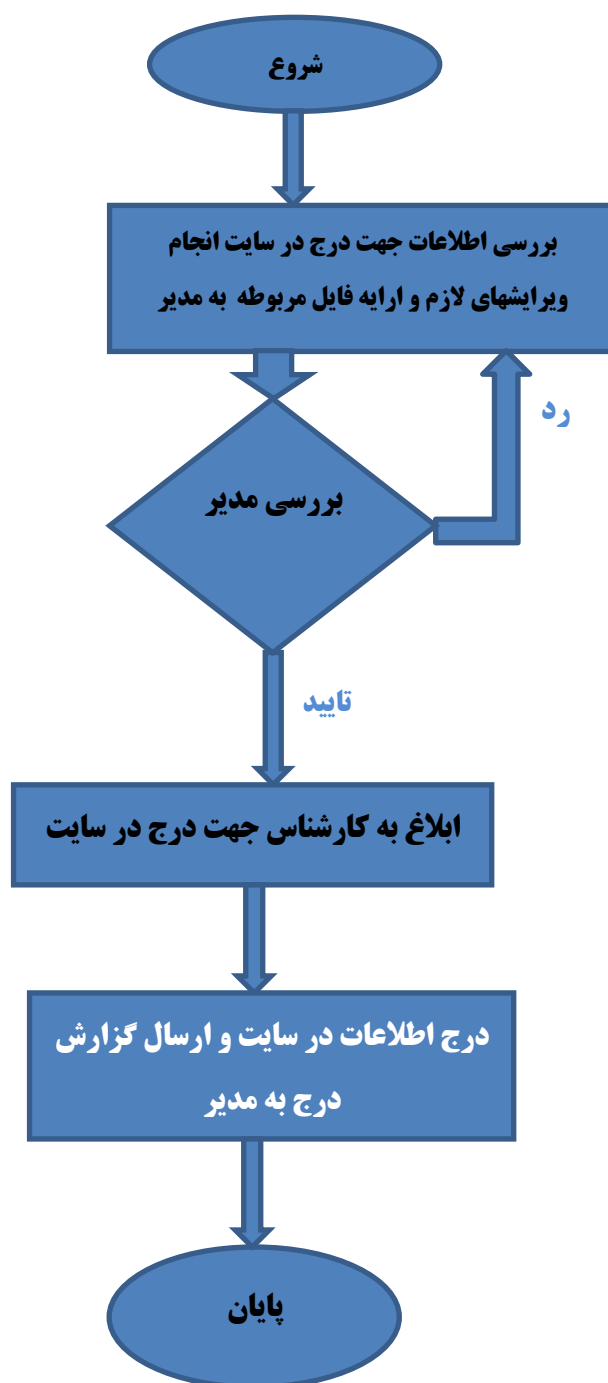 شروع
بررسی اطلاعات جهت درج در سایت انجام
ویرایشهای لازم و ارایه فایل مربوطه به مدیر
رد
بررسی مدیر
تایید
ابلاغ به کارشناس جهت درج در سایت
درج اطلاعات در سایت و ارسال گزارش
درج به مدیر
پایان